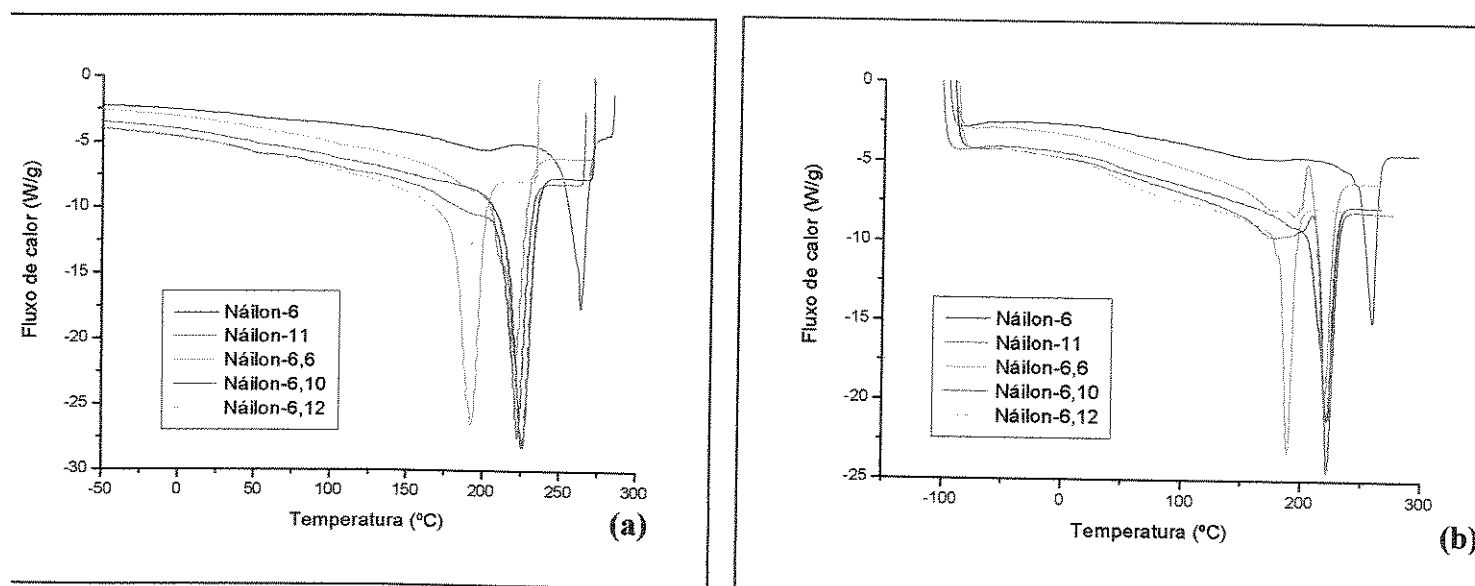 0
-5
-10
-15
-20
-25
-30
Fluxo de calor (W/g)
Náilon-6
Náilon-11
Náilon-6,6
Náilon-6,10
Náilon-6,12
-50 0 50 100 150 200 250 300
Temperatura (ºC)
(a)
0
-5
-10
-15
-20
-25
Fluxo de calor (W/g)
Náilon-6
Náilon-11
Náilon-6,6
Náilon-6,10
Náilon-6,12
-100 0 100 200 300
Temperatura (ºC)
(b)